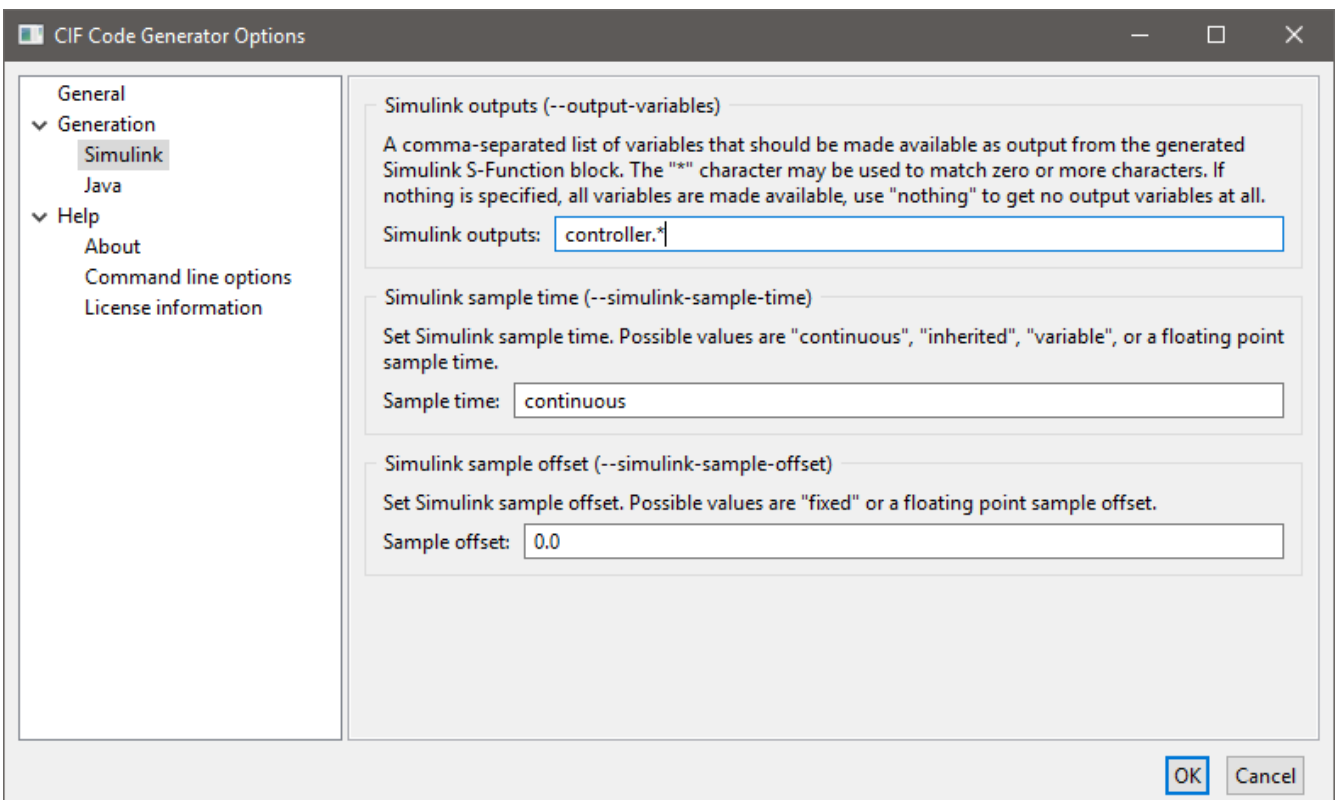 CIF Code Generator Options
General
Generation
Simulink
Java
Help
About
Command line options
License information
Simulink outputs (--output-variables)
A comma-separated list of variables that should be made available as output from the generated
Simulink S-Function block. The "*" character may be used to match zero or more characters. If
nothing is specified, all variables are made available, use "nothing" to get no output variables at all.
Simulink outputs: controller.*
Simulink sample time (--simulink-sample-time)
Set Simulink sample time. Possible values are "continuous", "inherited", "variable", or a floating point
sample time.
Sample time: continuous
Simulink sample offset (--simulink-sample-offset)
Set Simulink sample offset. Possible values are "fixed" or a floating point sample offset.
Sample offset: 0.0
OK Cancel